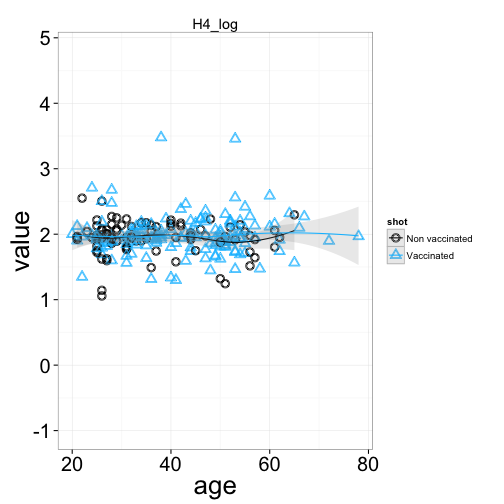 H4_log
5
4
3
2
1
0
-1
value
20 40 60 80
age
shot
Non vaccinated
Vaccinated